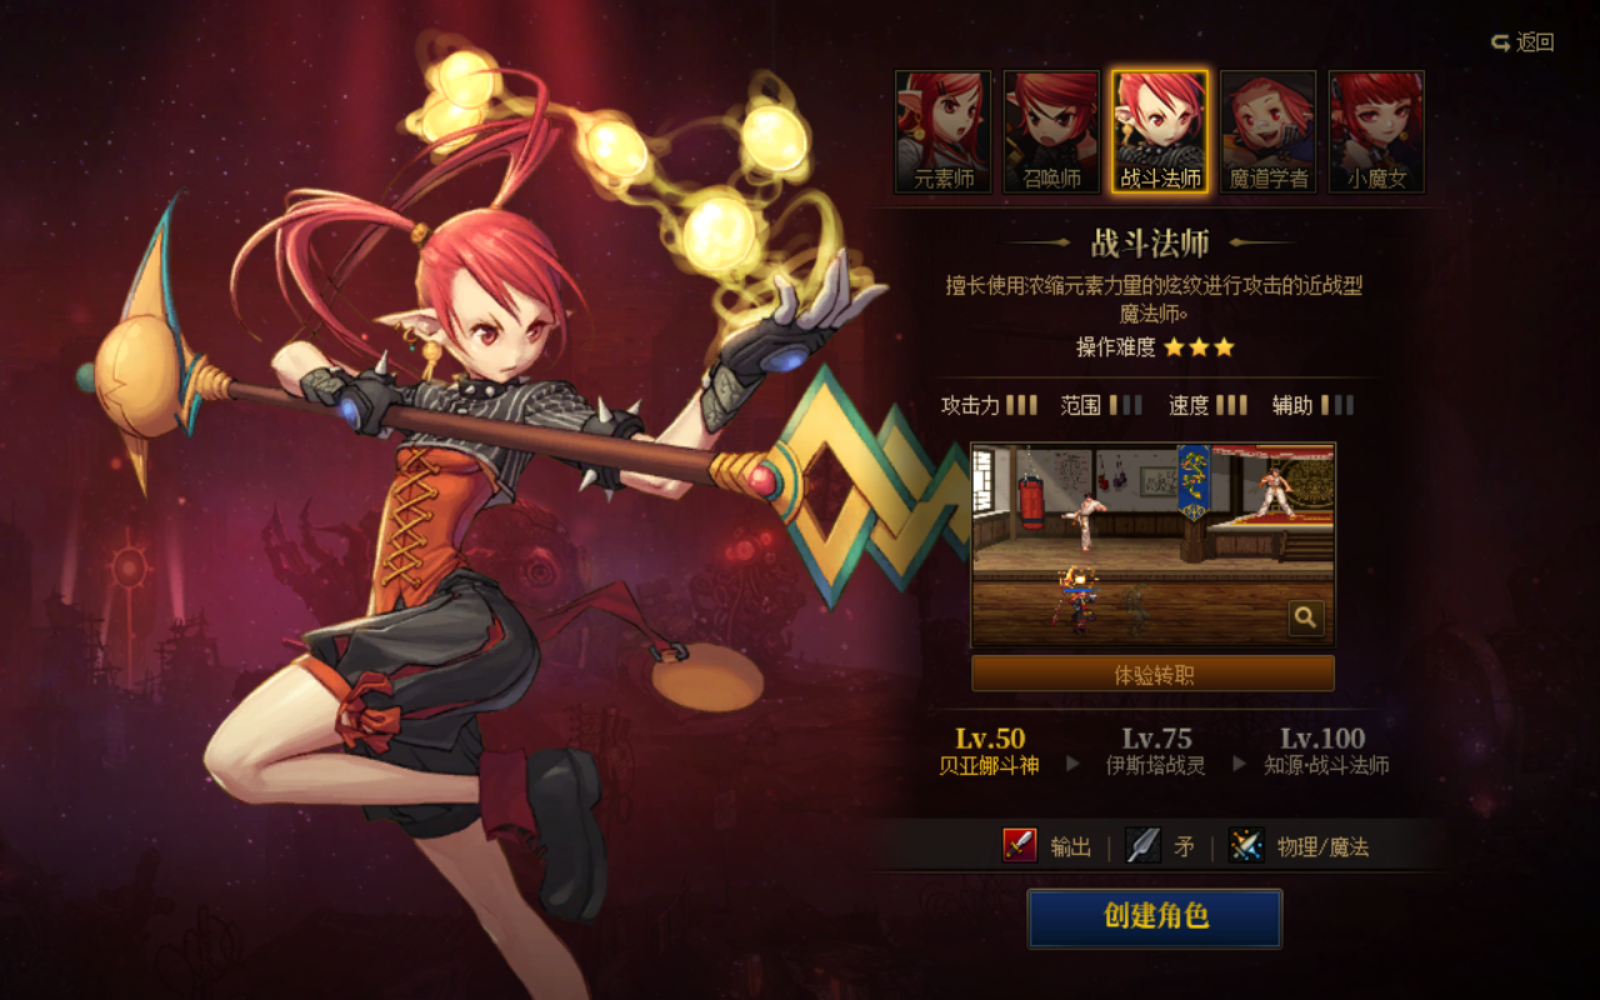 返回
元素师
召唤师
战斗法师
魔道学者
小魔女
战斗法师
擅长使用浓缩元素力量的炫纹进行攻击的近战型
魔法师。
操作难度
攻击力 范围 速度 辅助
体验转职
Lv.50 Lv.75 Lv.100
贝亚娜斗神 伊斯塔战灵 知源·战斗法师
输出 | 矛 | 物理/魔法
创建角色